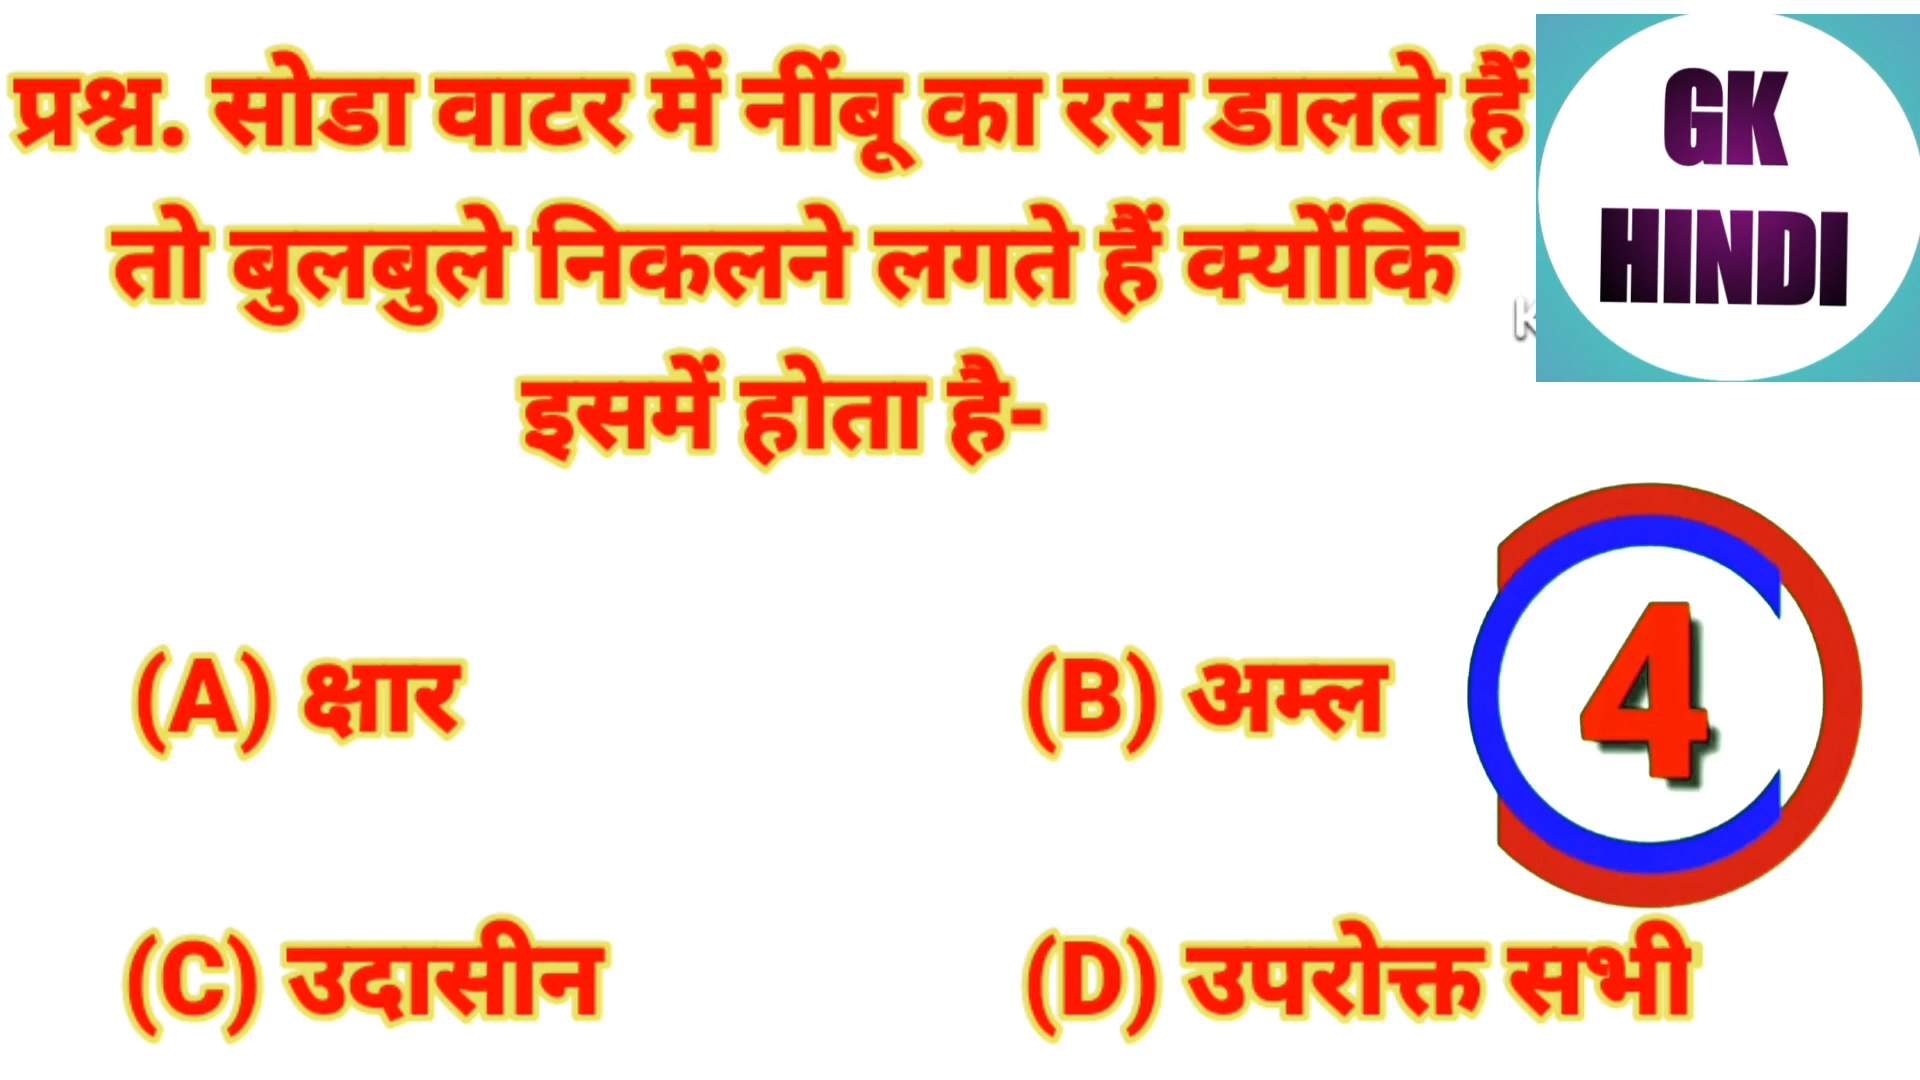 प्रश्न. सोडा वाटर में नींबू का रस डालते हैं
तो बुलबुले निकलने लगते हैं क्योंकि
इसमें होता है-
GK
HINDI
(A) क्षार
(B) अम्ल
4
(C) उदासीन
(D) उपरोक्त सभी